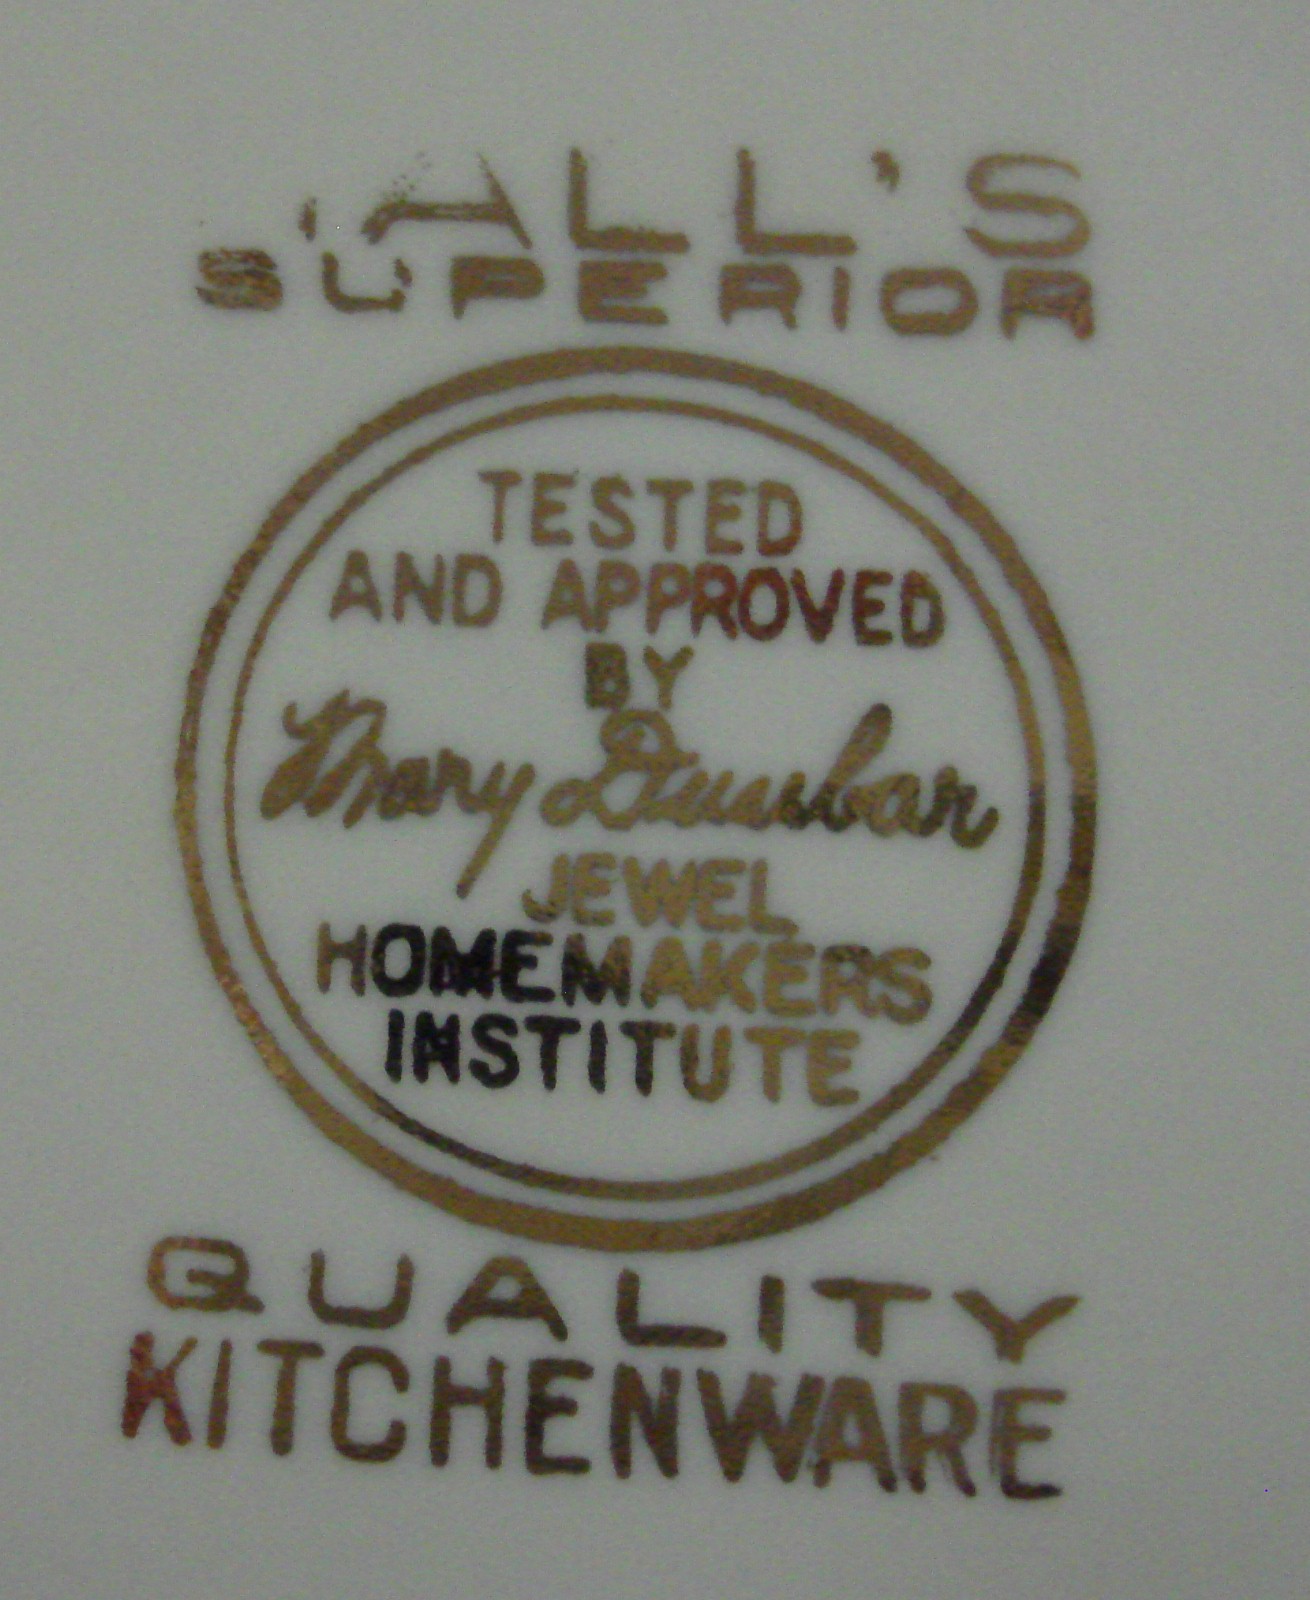 HALL'S
SUPERIOR
TESTED
AND APPROVED
BY
Mary Dunbar
JEWEL
HOMEMAKERS
INSTITUTE
QUALITY
KITCHENWARE